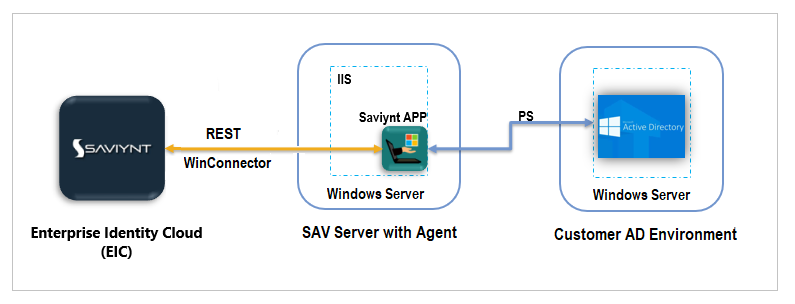 IIS
Saviynt APP
PS
SAVIYNT
REST
WinConnector
Active Directory
Windows Server
Windows Server
Enterprise Identity Cloud
(EIC)
SAV Server with Agent
Customer AD Environment